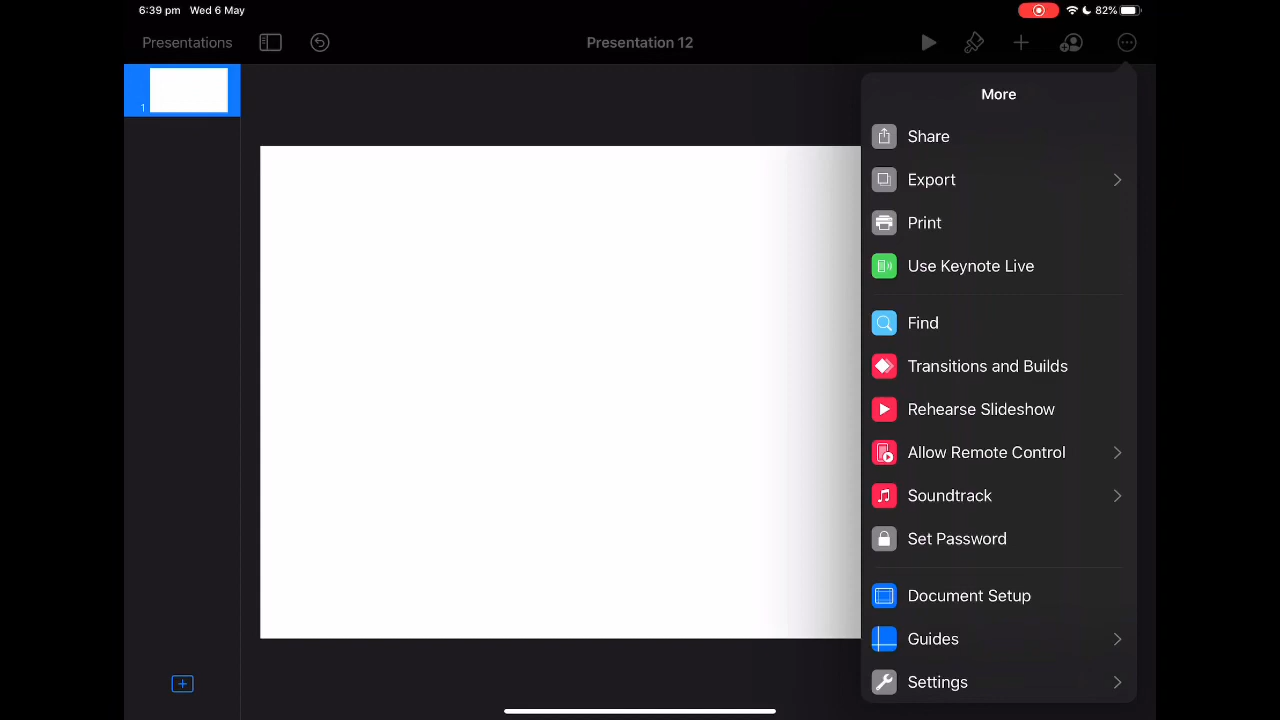 6:39 pm Wed 6 May 82%
Presentations Presentation 12
1
More
Share
Export
Print
Use Keynote Live
Find
Transitions and Builds
Rehearse Slideshow
Allow Remote Control
Soundtrack
Set Password
Document Setup
Guides
Settings